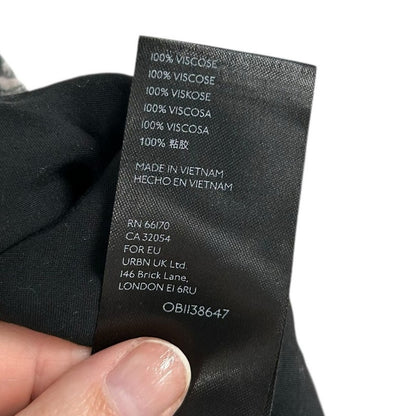 100% VISCOSE
100% VISCOSE
100% VISKOSE
100% VISCOSA
100% VISCOSA
100% 粘胶
MADE IN VIETNAM
HECHO EN VIETNAM
RN 66170
CA 32054
FOR EU
URBN UK Ltd.
146 Brick Lane,
LONDON E1 6RU
OB1138647